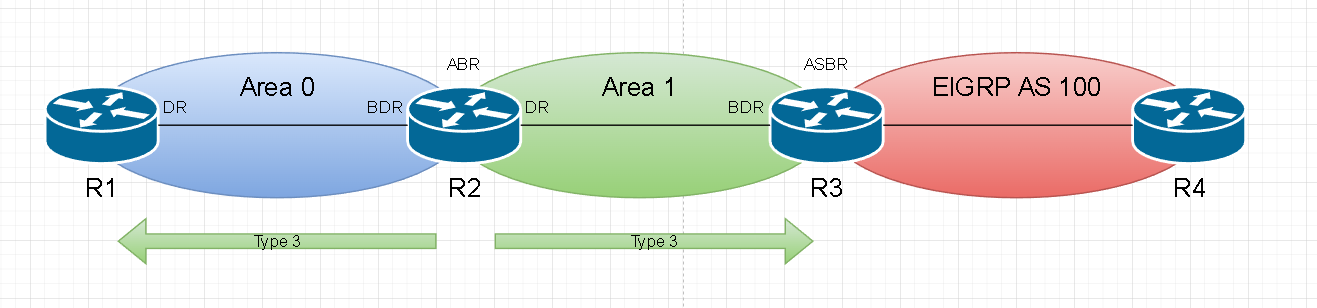 ABR
ASBR
Area 0
Area 1
EIGRP AS 100
DR
BDR
DR
BDR
R1
R2
R3
R4
Type 3
Type 3